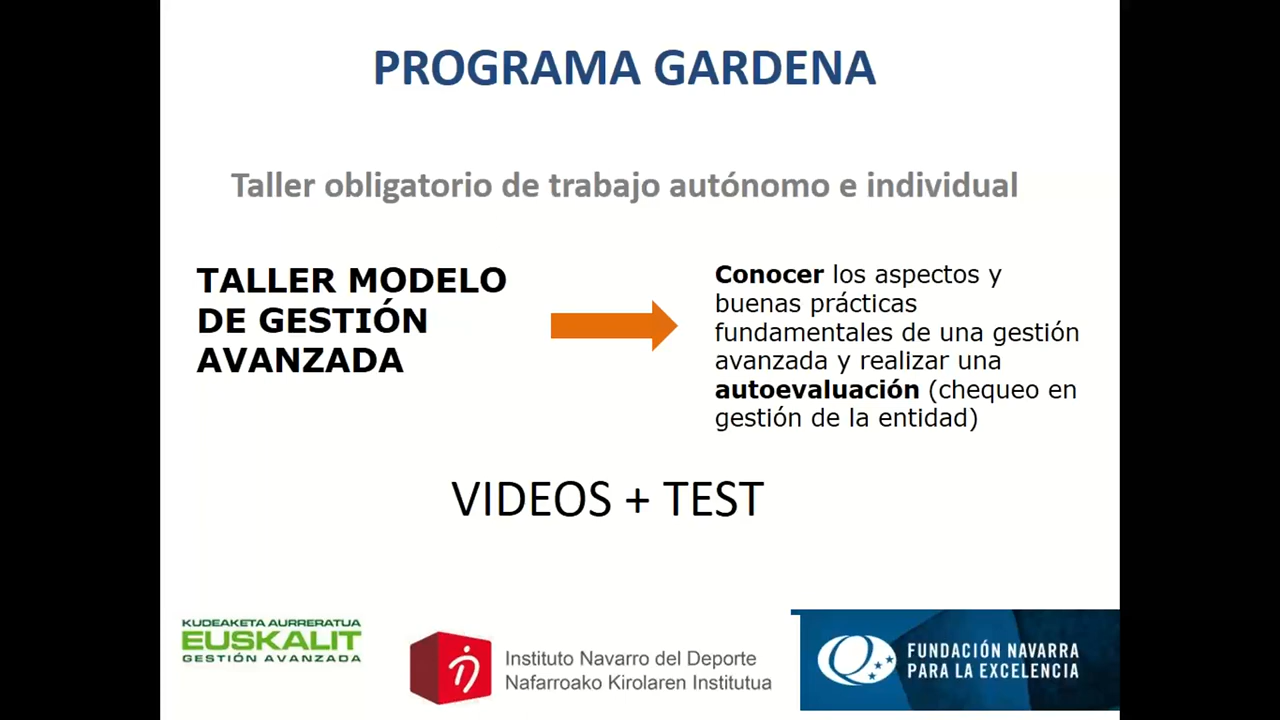 PROGRAMA GARDENA
Taller obligatorio de trabajo autónomo e individual
TALLER MODELO
DE GESTIÓN
AVANZADA
Conocer los aspectos y
buenas prácticas
fundamentales de una gestión
avanzada y realizar una
autoevaluación (chequeo en
gestión de la entidad)
VIDEOS + TEST
KUDEAKETA AURRERATUA
EUSKALIT
GESTIÓN AVANZADA
Instituto Navarro del Deporte
Nafarroako Kirolaren Institutua
FUNDACIÓN NAVARRA
PARA LA EXCELENCIA